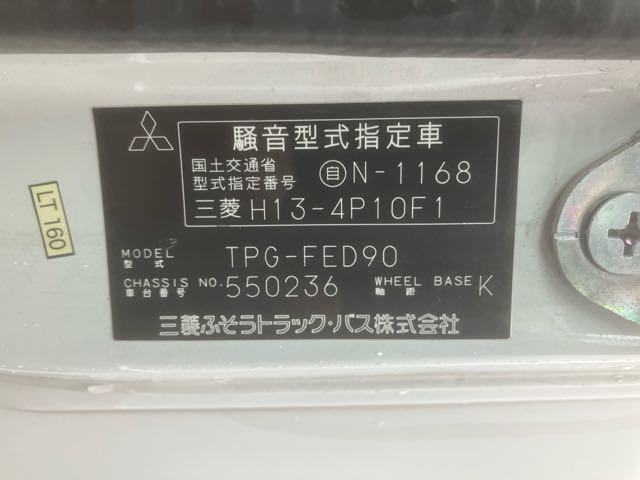 騒音型式指定車
国土交通省
型式指定番号 自N-1168
三菱 H13-4P10F1
MODEL
型式 TPG-FED90
CHASSIS NO.
車台番号 550236 WHEEL BASE
軸距 K
三菱ふそうトラック・バス株式会社
LT 160